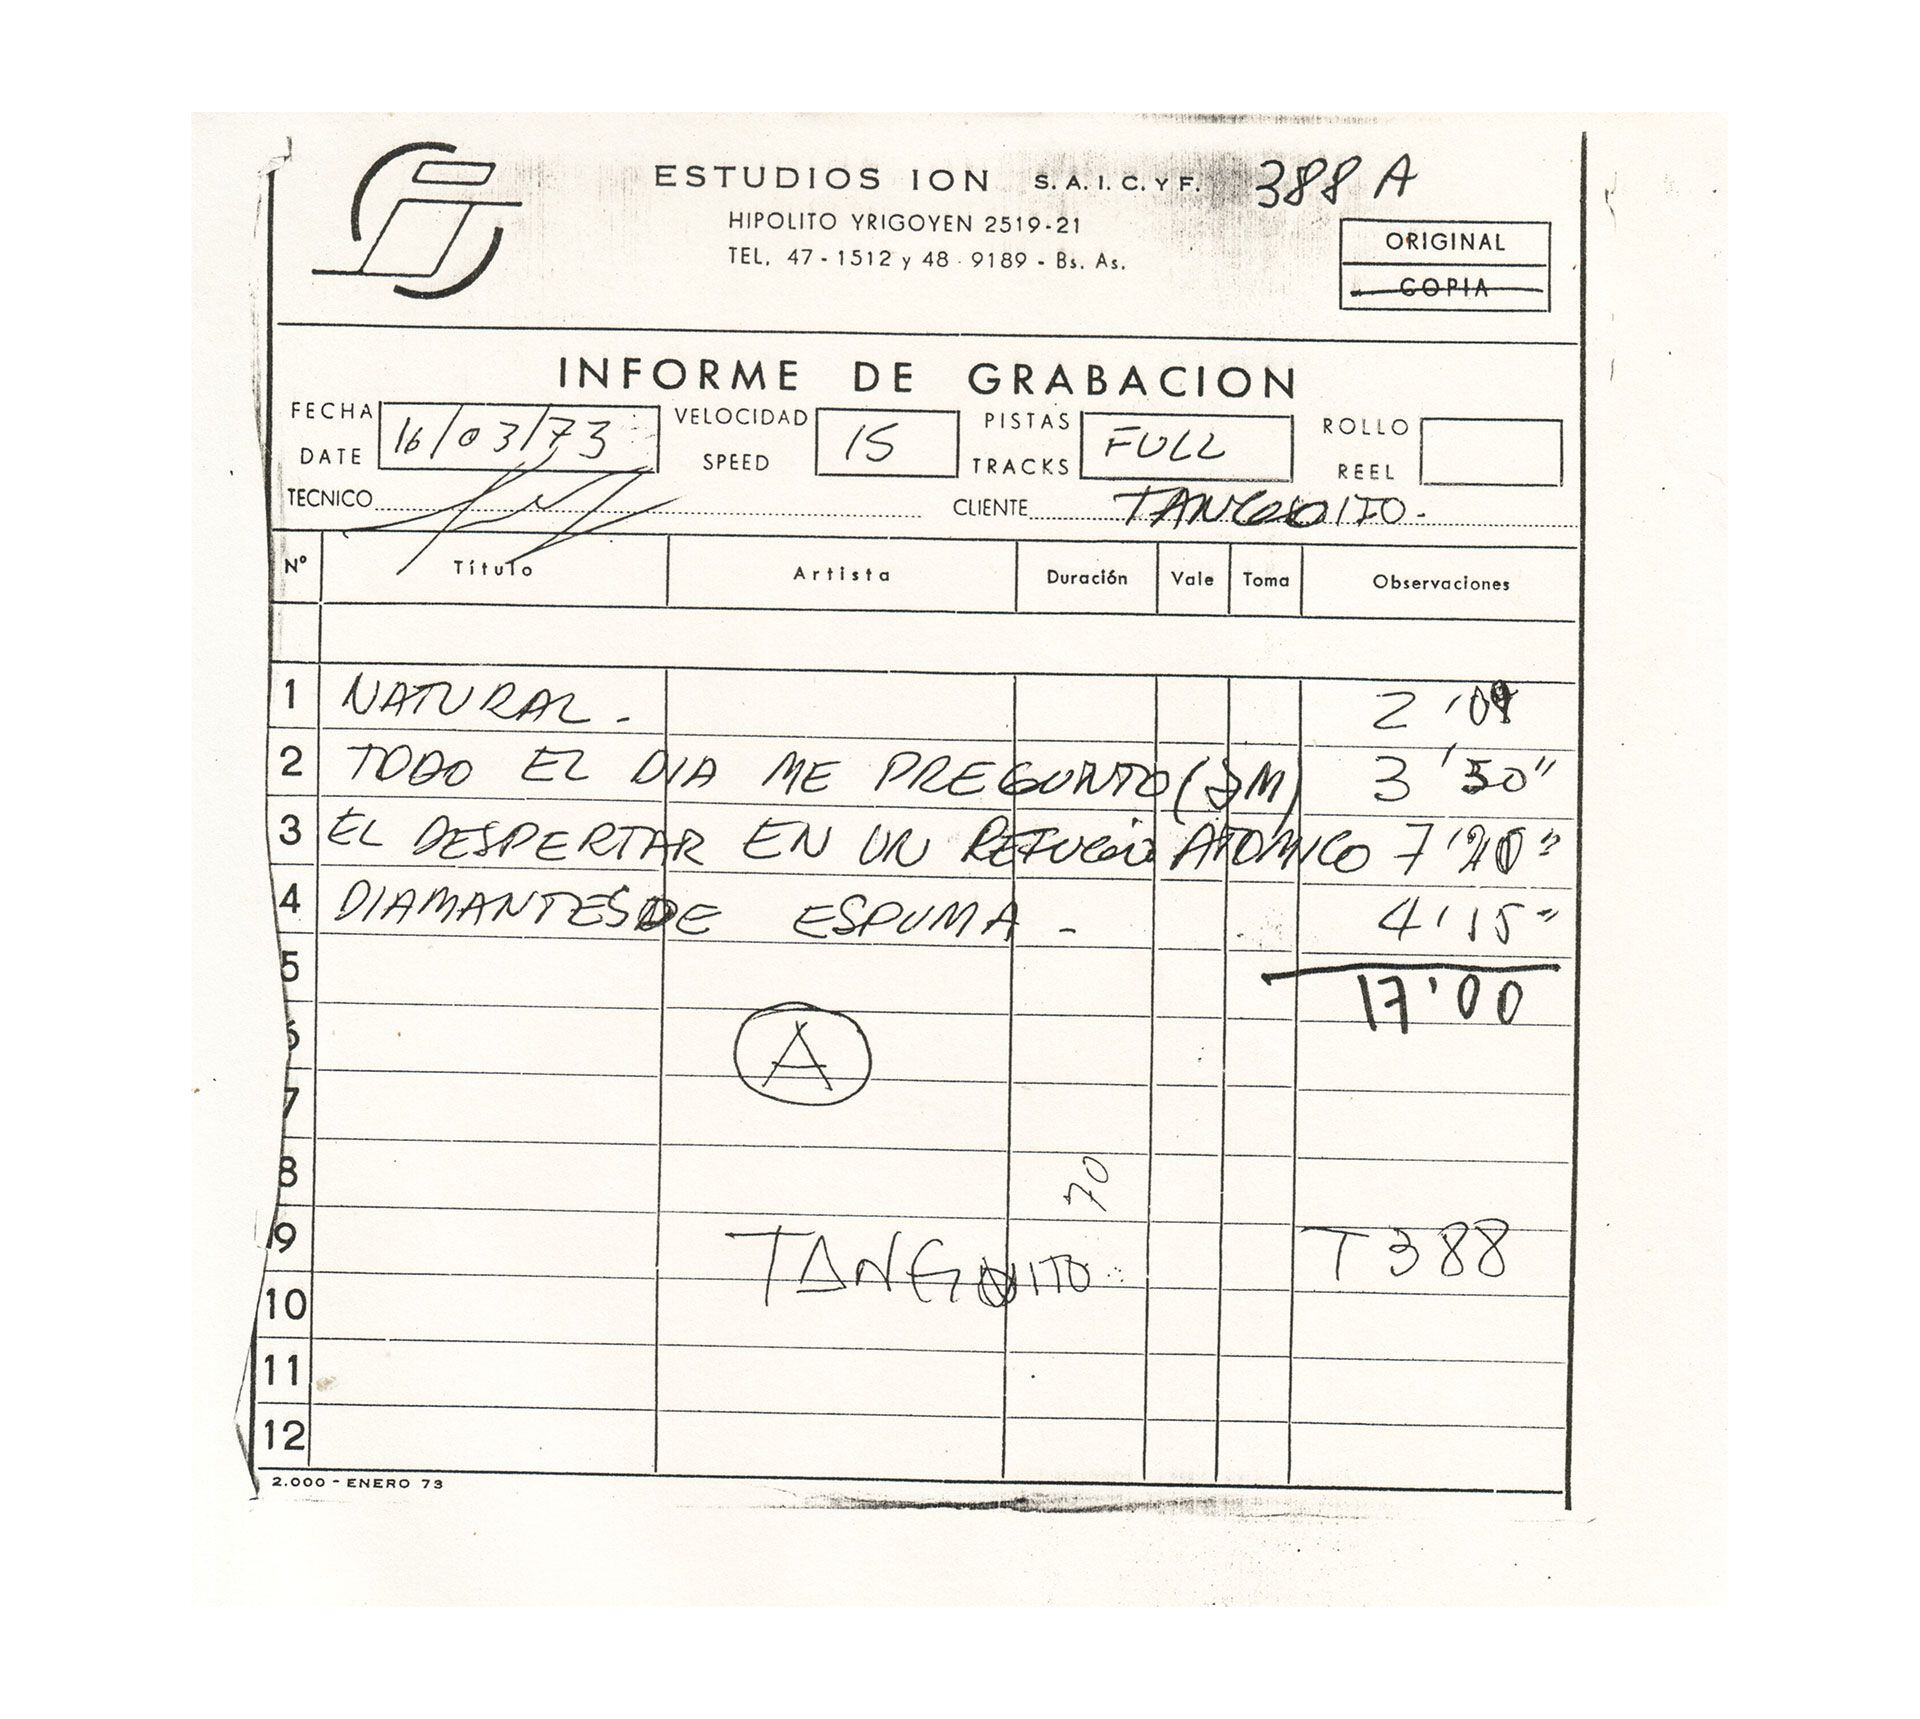 ESTUDIOS ION S.A.I.C.Y F. 388 A
HIPOLITO YRIGOYEN 2519-21
TEL. 47-1512 y 48-9189 - Bs. As.
ORIGINAL
COPIA
INFORME DE GRABACION
FECHA DATE 16/03/73 VELOCIDAD SPEED 15 PISTAS TRACKS FULL ROLLO REEL
TECNICO CLIENTE TANGUITO.
Nº Título Artista Duración Vale Toma Observaciones
1 NATURAL.
2 TODO EL DIA ME PREGUNTO 3'50"
3 EL DESPERTAR EN UN REFUGIO ATOMICO
4 DIAMANTES DE ESPUMA. 4'15"
5 17'00
6 A
7
8 70
9 TANGUITO T388
10
11
12
2.000 - ENERO 73